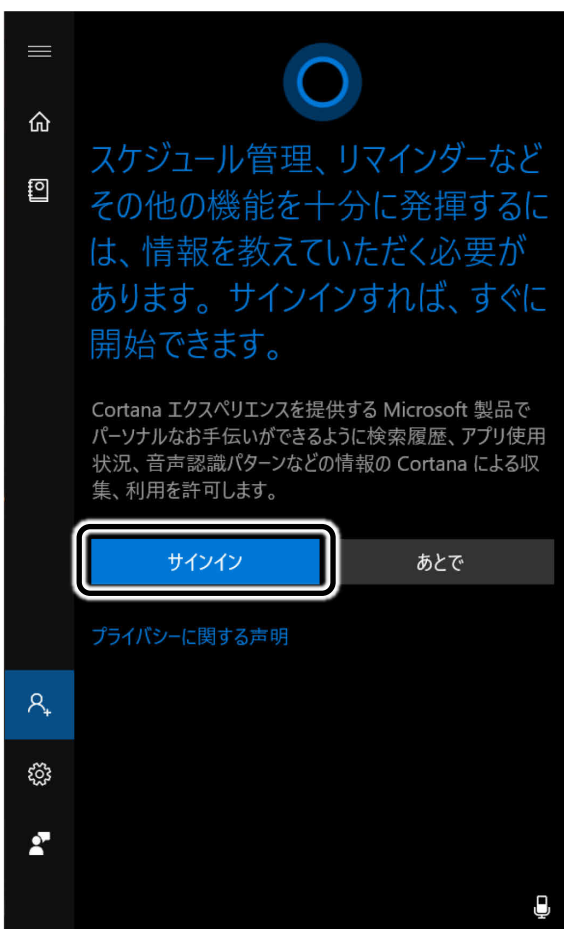 スケジュール管理、リマインダーなど
その他の機能を十分に発揮するに
は、情報を教えていただく必要が
あります。サインインすれば、すぐに
開始できます。
Cortana エクスペリエンスを提供する Microsoft 製品で
パーソナルなお手伝いができるように検索履歴、アプリ使用
状況、音声認識パターンなどの情報の Cortana による収
集、利用を許可します。
サインイン
あとで
プライバシーに関する声明